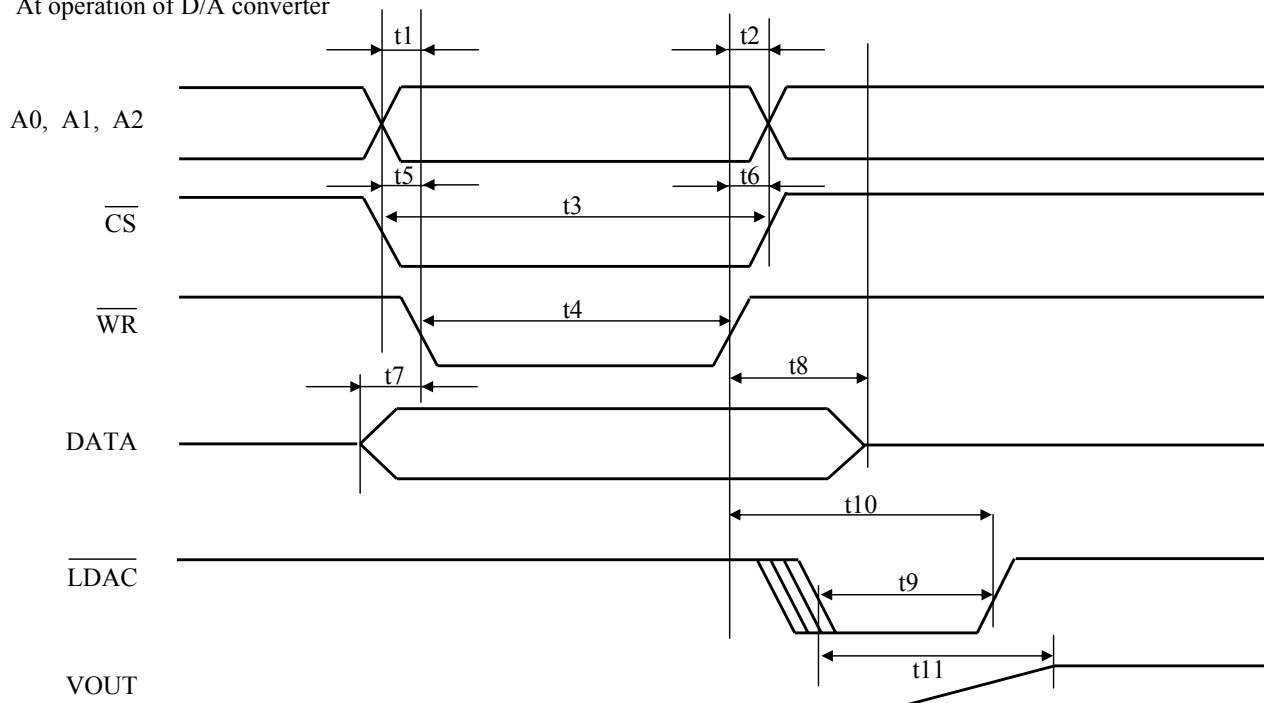 At operation of D/A converter
t1
t2
A0, A1, A2
t5
t6
t3
CS
t4
WR
t8
t7
DATA
t10
LDAC
t9
t11
VOUT